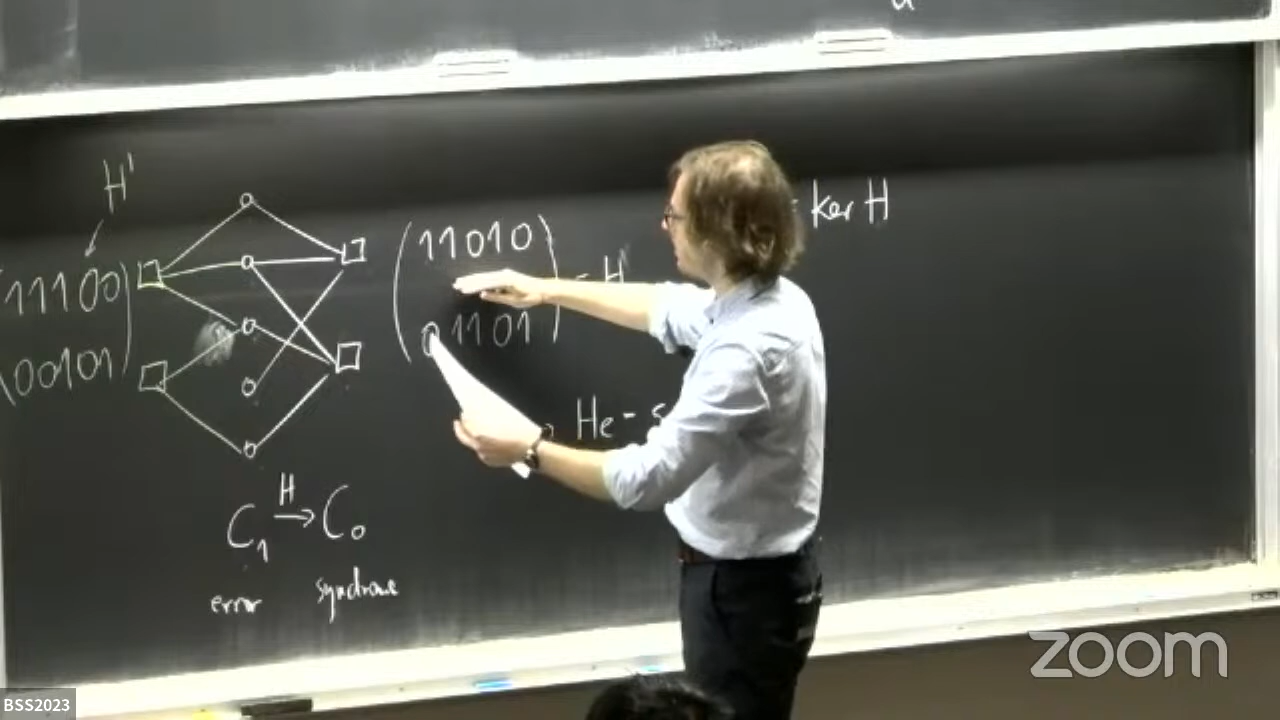 H'
ker H
(11100)
(11010) = H
(00101)
(01101)
He = s
H
C₁ → C₀
error syndrome
zoom
BSS2023